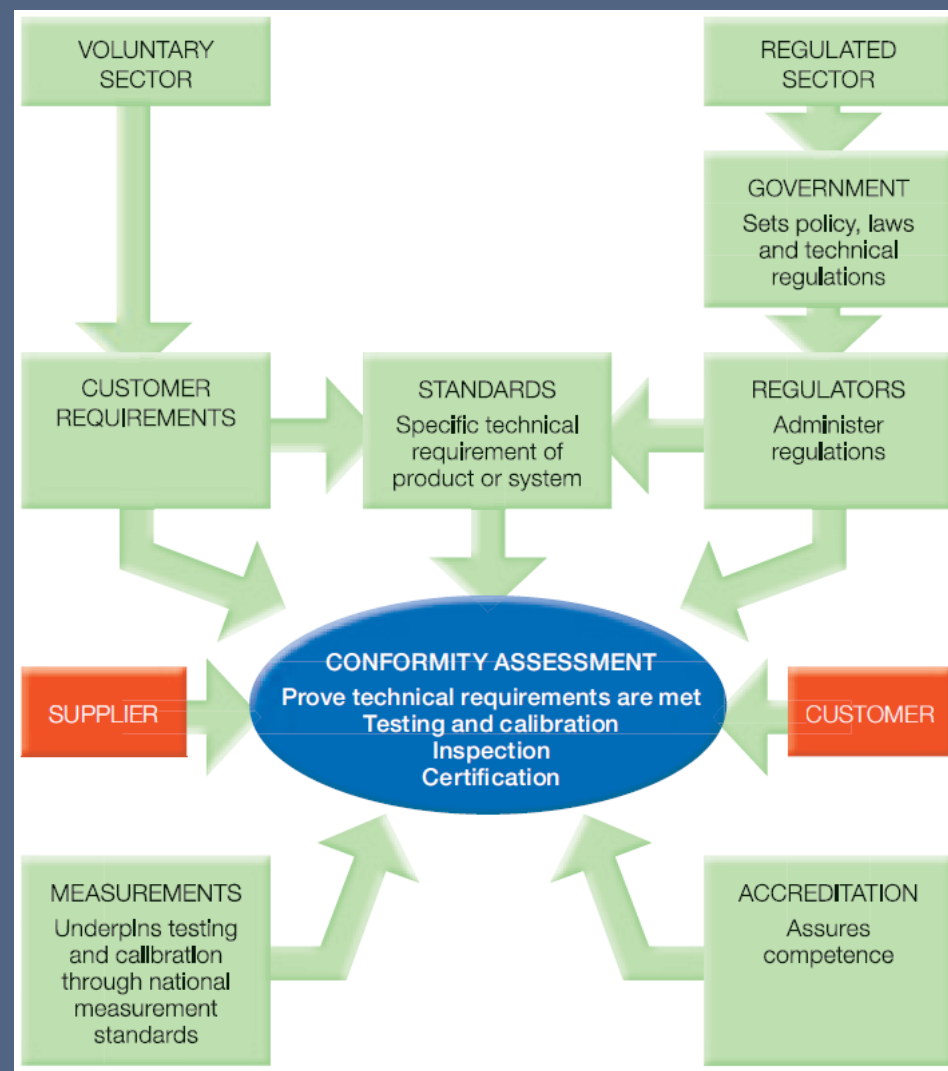 VOLUNTARY
SECTOR
REGULATED
SECTOR
GOVERNMENT
Sets policy, laws
and technical
regulations
CUSTOMER
REQUIREMENTS
STANDARDS
Specific technical
requirement of
product or system
REGULATORS
Administer
regulations
CONFORMITY ASSESSMENT
Prove technical requirements are met
Testing and calibration
Inspection
Certification
SUPPLIER
CUSTOMER
MEASUREMENTS
Underpins testing
and calibration
through national
measurement
standards
ACCREDITATION
Assures
competence